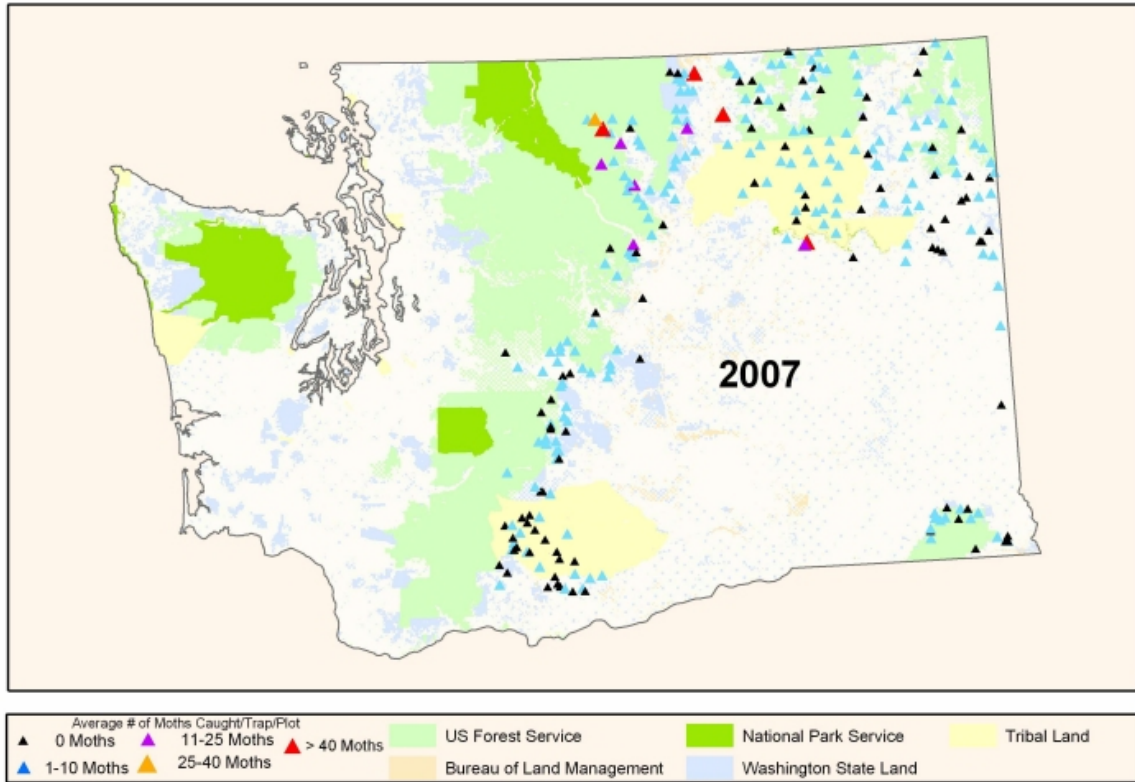 2007
Average # of Moths Caught/Trap/Plot
0 Moths
11-25 Moths
> 40 Moths
1-10 Moths
25-40 Moths
US Forest Service
National Park Service
Tribal Land
Bureau of Land Management
Washington State Land